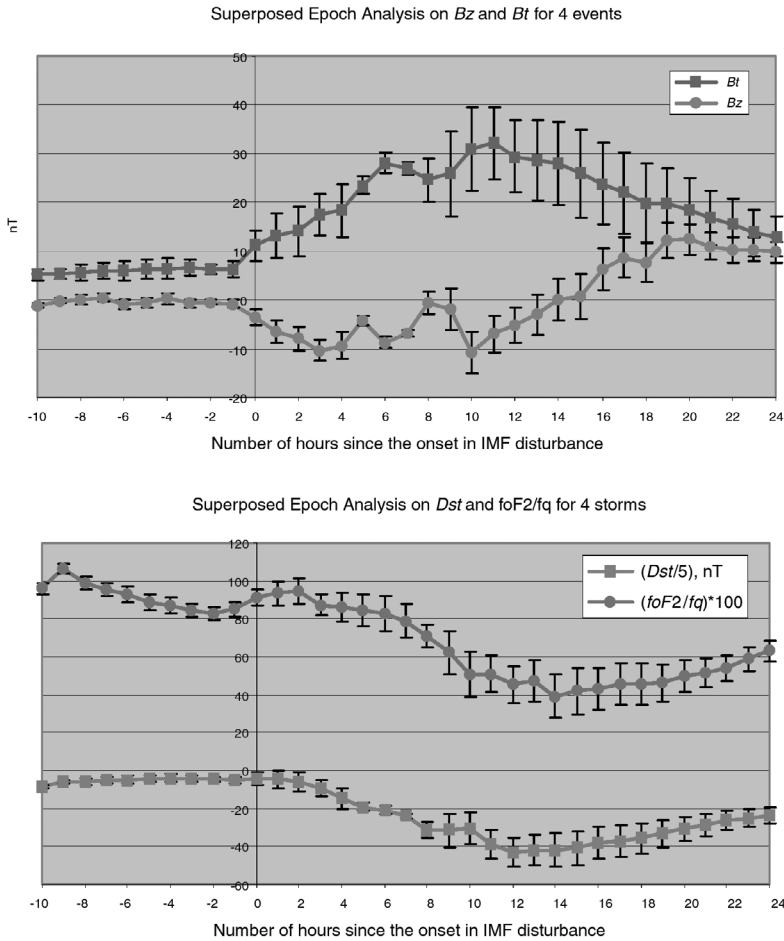 Superposed Epoch Analysis on Bz and Bt for 4 events
50
40
30
20
10
0
-10
-20
nT
Bt
Bz
-10 -8 -6 -4 -2 0 2 4 6 8 10 12 14 16 18 20 22 24
Number of hours since the onset in IMF disturbance
Superposed Epoch Analysis on Dst and foF2/fq for 4 storms
120
100
80
60
40
20
0
-20
-40
-60
(Dst/5), nT
(foF2/fq)*100
-10 -8 -6 -4 -2 0 2 4 6 8 10 12 14 16 18 20 22 24
Number of hours since the onset in IMF disturbance